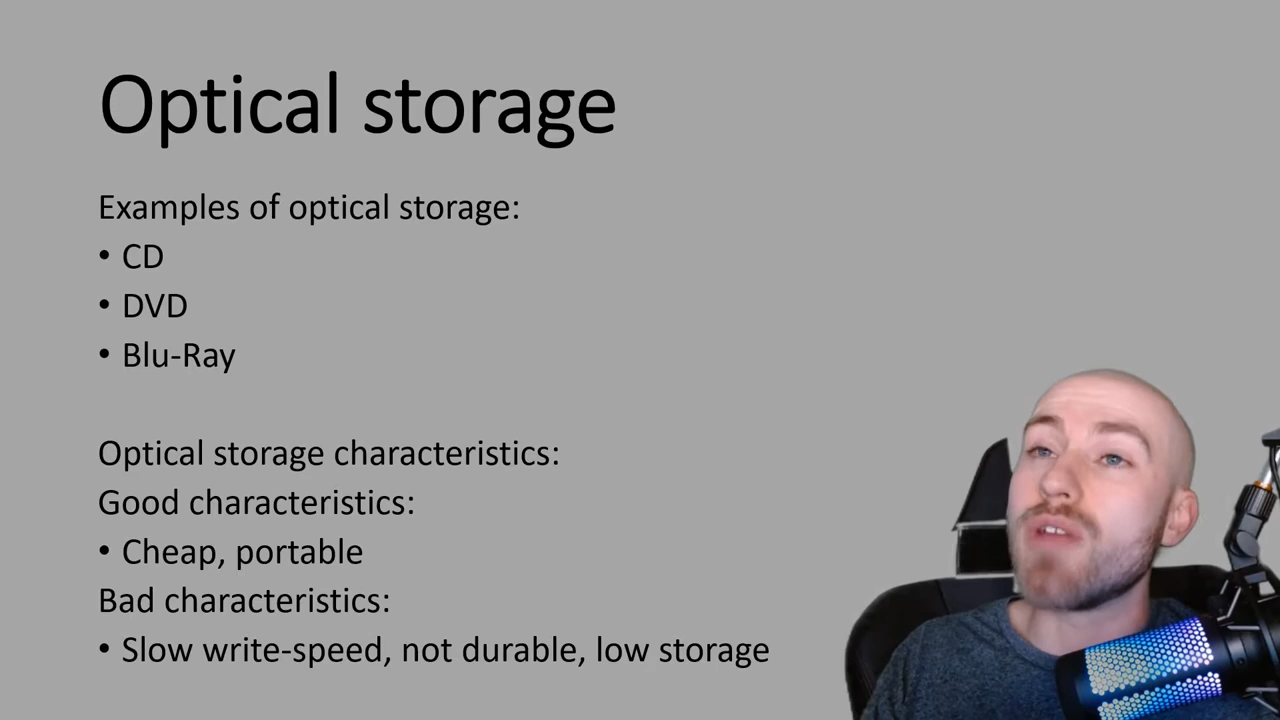 Optical storage
Examples of optical storage:
• CD
• DVD
• Blu-Ray
Optical storage characteristics:
Good characteristics:
• Cheap, portable
Bad characteristics:
• Slow write-speed, not durable, low storage